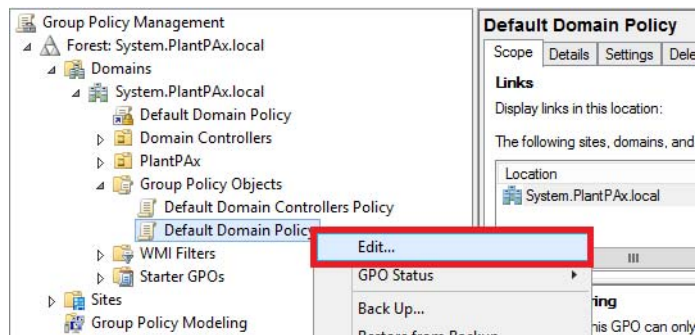 Group Policy Management
Forest: System.PlantPAx.local
Domains
System.PlantPAx.local
Default Domain Policy
Domain Controllers
PlantPAx
Group Policy Objects
Default Domain Controllers Policy
Default Domain Policy
WMI Filters
Starter GPOs
Sites
Group Policy Modeling
Edit...
GPO Status
Back Up...
Default Domain Policy
Scope Details Settings Dele
Links
Display links in this location:
The following sites, domains, and
Location
System.PlantPAx.local
ring
his GPO can only